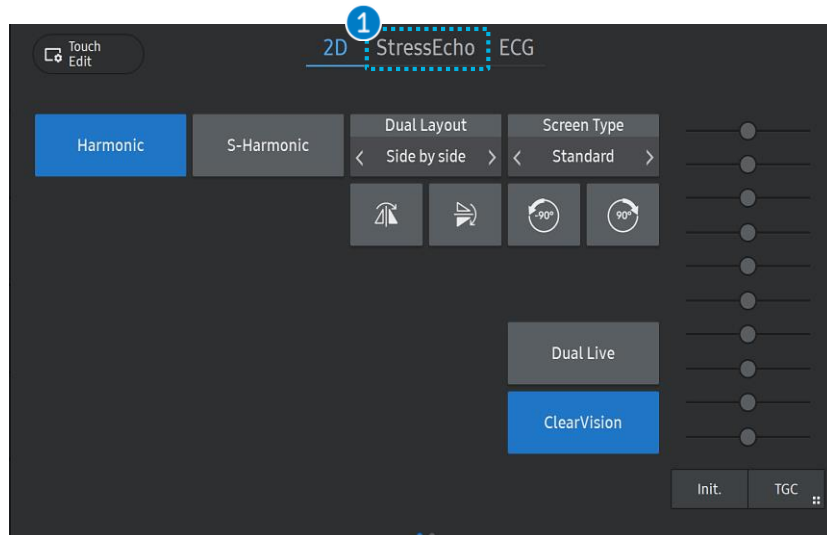 1
Touch
Edit
2D StressEcho ECG
Dual Layout Screen Type
Harmonic S-Harmonic < Side by side > < Standard >
-90° 90°
Dual Live
ClearVision
Init. TGC